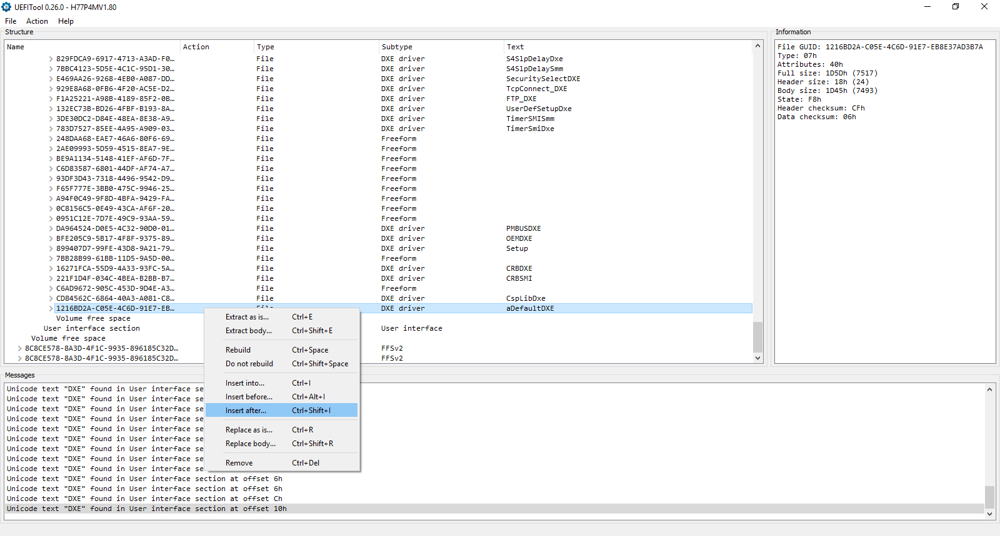 UEFITool 0.26.0 - H77P4MV1.80
File Action Help
Structure
Name Action Type Subtype Text
829FDCA9-6917-4713-A3AD-F0… File DXE driver S4SlpDelayDxe
7BBC4123-5D5E-4C1C-95D1-30… File DXE driver S4SlpDelaySmm
E469AA26-9268-4EB0-A087-DD… File DXE driver SecuritySelectDXE
929E8A68-0FB6-4F20-AC5E-D2… File DXE driver TcpConnect_DXE
F1A25221-A98B-4189-85F2-0B… File DXE driver FTP_DXE
132EC73B-BD26-4FBF-B193-8A… File DXE driver UserDefSetupDxe
3DE30DC2-D84E-48EA-8E38-A9… File DXE driver TimerSMISmm
783D7527-85EE-4A95-A909-03… File DXE driver TimerSmiDxe
248DAA68-EAE7-46A6-80F6-69… File Freeform
2AE09993-5D59-4515-8EA7-9E… File Freeform
BE9A1134-5148-41EF-AF6D-7F… File Freeform
C6D83587-6801-44DF-AF74-A7… File Freeform
93DF3D43-7318-4496-9542-D9… File Freeform
F65F777E-3BB0-475C-9946-25… File Freeform
A94F0C49-9F8D-4BFA-9429-FA… File Freeform
0C8156C5-0E49-43CA-AF6F-20… File Freeform
0951C12E-7D7E-49C9-93AA-59… File Freeform
DA964524-D0E5-4C32-90D0-01… File DXE driver PMBUSDXE
BFE205C9-5B17-4F8F-9375-89… File DXE driver OEMDXE
899407D7-99FE-43D8-9A21-79… File DXE driver Setup
7BB28B99-61BB-11D5-9A5D-00… File Freeform
16271FCA-55D9-4A33-93FC-5A… File DXE driver CRBDXE
221F1D4F-034C-4BEA-B2BB-B7… File DXE driver CRBSMI
C6AD9672-905C-453D-9D4E-A3… File Freeform
CD84562C-6864-40A3-A081-C8… File DXE driver CspLibDxe
1216BD2A-C05E-4C6D-91E7-EB… File DXE driver aDefaultDXE
Volume free space
User interface section User interface
Volume free space
8C8CE578-8A3D-4F1C-9935-896185C32D… FFSv2
8C8CE578-8A3D-4F1C-9935-896185C32D… FFSv2
Extract as is... Ctrl+E
Extract body... Ctrl+Shift+E
Rebuild Ctrl+Space
Do not rebuild Ctrl+Shift+Space
Insert into... Ctrl+I
Insert before... Ctrl+Alt+I
Insert after... Ctrl+Shift+I
Replace as is... Ctrl+R
Replace body... Ctrl+Shift+R
Remove Ctrl+Del
Information
File GUID: 1216BD2A-C05E-4C6D-91E7-EB8E37AD3B7A
Type: 07h
Attributes: 40h
Full size: 1D5Dh (7517)
Header size: 18h (24)
Body size: 1D45h (7493)
State: F8h
Header checksum: CFh
Data checksum: 06h
Messages
Unicode text "DXE" found in User interface se
Unicode text "DXE" found in User interface se
Unicode text "DXE" found in User interface se
Unicode text "DXE" found in User interface se
Unicode text "DXE" found in User interface se
Unicode text "DXE" found in User interface se
Unicode text "DXE" found in User interface se
Unicode text "DXE" found in User interface se
Unicode text "DXE" found in User interface se
Unicode text "DXE" found in User interface section at offset 6h
Unicode text "DXE" found in User interface section at offset 6h
Unicode text "DXE" found in User interface section at offset Ch
Unicode text "DXE" found in User interface section at offset 10h